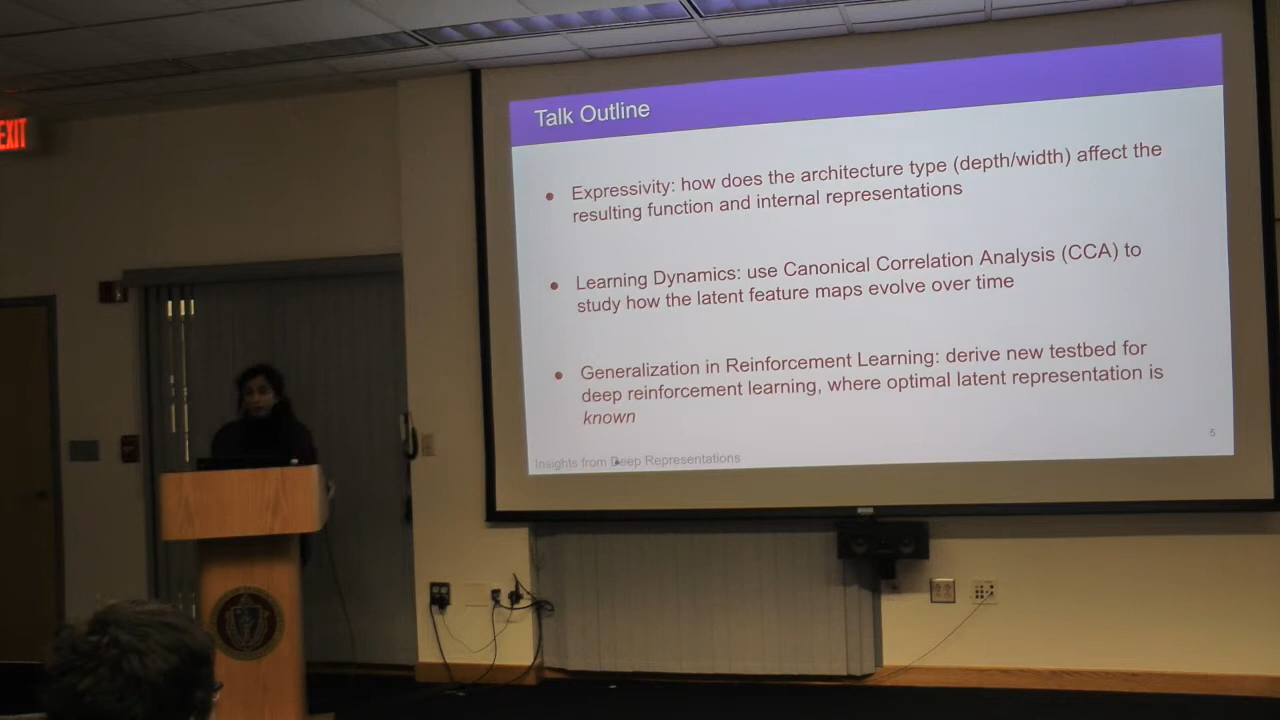 EXIT
Talk Outline
Expressivity: how does the architecture type (depth/width) affect the
resulting function and internal representations
Learning Dynamics: use Canonical Correlation Analysis (CCA) to
study how the latent feature maps evolve over time
Generalization in Reinforcement Learning: derive new testbed for
deep reinforcement learning, where optimal latent representation is
known
5
Insights from Deep Representations